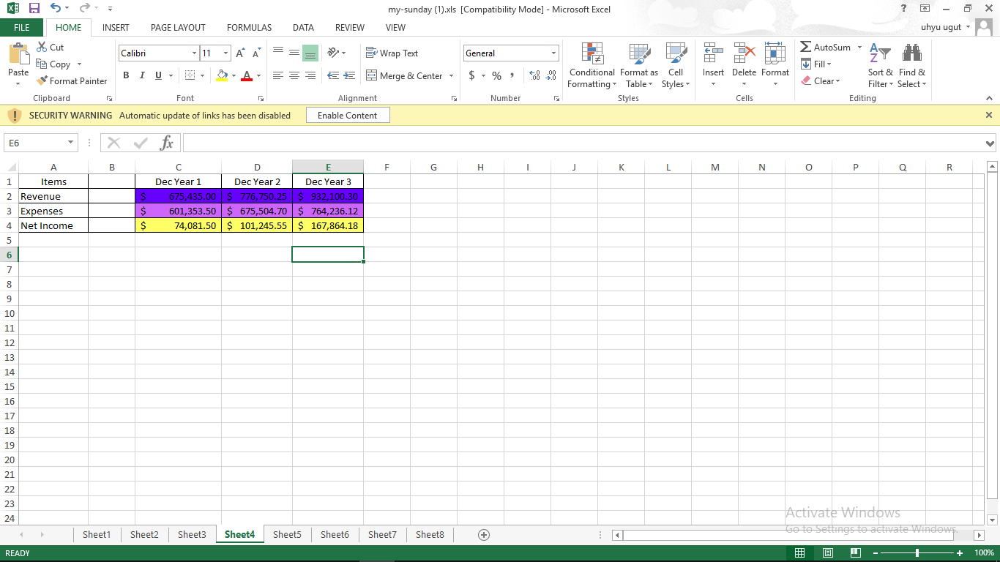 my-sunday (1).xls [Compatibility Mode] - Microsoft Excel
FILE HOME INSERT PAGE LAYOUT FORMULAS DATA REVIEW VIEW uhyu ugut
Paste
Cut
Copy
Format Painter
Clipboard
Calibri 11
B I U
Font
Wrap Text
Merge & Center
Alignment
General
$ % ,
Number
Conditional Formatting
Format as Table
Cell Styles
Styles
Insert Delete Format
Cells
AutoSum
Fill
Clear
Sort & Filter
Find & Select
Editing
SECURITY WARNING Automatic update of links has been disabled Enable Content
E6 fx
A B C D E F G H I J K L M N O P Q R
1 Items Dec Year 1 Dec Year 2 Dec Year 3
2 Revenue $ 675,435.00 $ 776,750.25 $ 932,100.30
3 Expenses $ 601,353.50 $ 675,504.70 $ 764,236.12
4 Net Income $ 74,081.50 $ 101,245.55 $ 167,864.18
5
6
7
8
9
10
11
12
13
14
15
16
17
18
19
20
21
22
23
24
Activate Windows
Go to Settings to activate Windows.
Sheet1 Sheet2 Sheet3 Sheet4 Sheet5 Sheet6 Sheet7 Sheet8
READY 100%